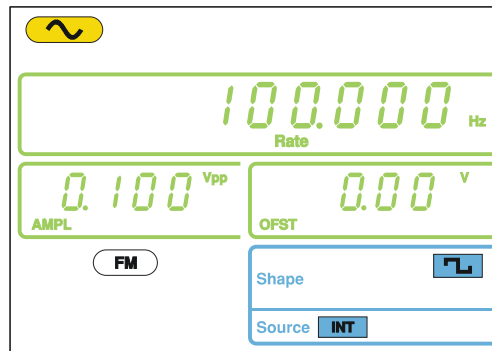 100.000 Hz
Rate
0.100 Vpp
AMPL
0.00 V
OFST
FM
Shape
Source INT